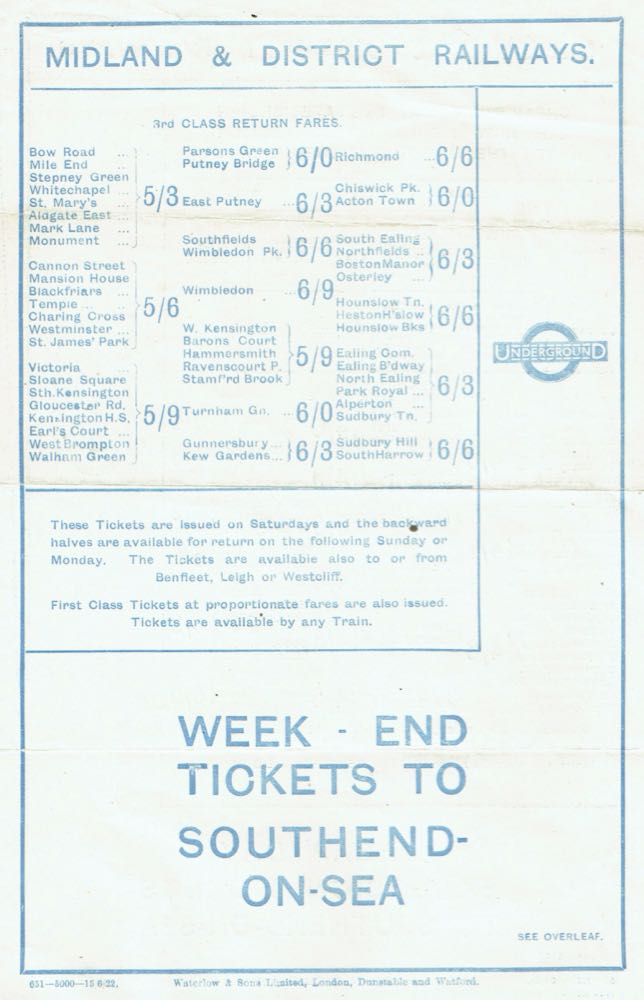 MIDLAND & DISTRICT RAILWAYS.
3rd CLASS RETURN FARES.
Bow Road ...
Mile End ...
Stepney Green
Whitechapel ...
St. Mary's ...
Aldgate East ...
Mark Lane ...
Monument ...
5/3
Cannon Street
Mansion House
Blackfriars ...
Temple ...
Charing Cross
Westminster ...
St. James' Park
5/6
Victoria ...
Sloane Square
Sth. Kensington
Gloucester Rd.
Kensington H.S.
Earl's Court ...
West Brompton
Walham Green
5/9
Parsons Green
Putney Bridge
6/0
East Putney ... 6/3
Southfields
Wimbledon Pk.
6/6
Wimbledon ... 6/9
W. Kensington
Barons Court
Hammersmith
Ravenscourt P.
Stamf'rd Brook
5/9
Turnham Gn. ... 6/0
Gunnersbury ...
Kew Gardens ...
6/3
Richmond ... 6/6
Chiswick Pk.
Acton Town
6/0
South Ealing
Northfields ...
Boston Manor
Osterley ...
6/3
Hounslow Tn.
Heston H'slow
Hounslow Bks
6/6
Ealing Com.
Ealing B'dway
North Ealing
Park Royal ...
Alperton ...
Sudbury Tn.
6/3
Sudbury Hill
South Harrow
6/6
UNDERGROUND
These Tickets are issued on Saturdays and the backward
halves are available for return on the following Sunday or
Monday. The Tickets are available also to or from
Benfleet, Leigh or Westcliff.
First Class Tickets at proportionate fares are also issued.
Tickets are available by any Train.
WEEK - END
TICKETS TO
SOUTHEND-
ON-SEA
SEE OVERLEAF.
651—5000—15 6/22.
Waterlow & Sons Limited, London, Dunstable and Watford.